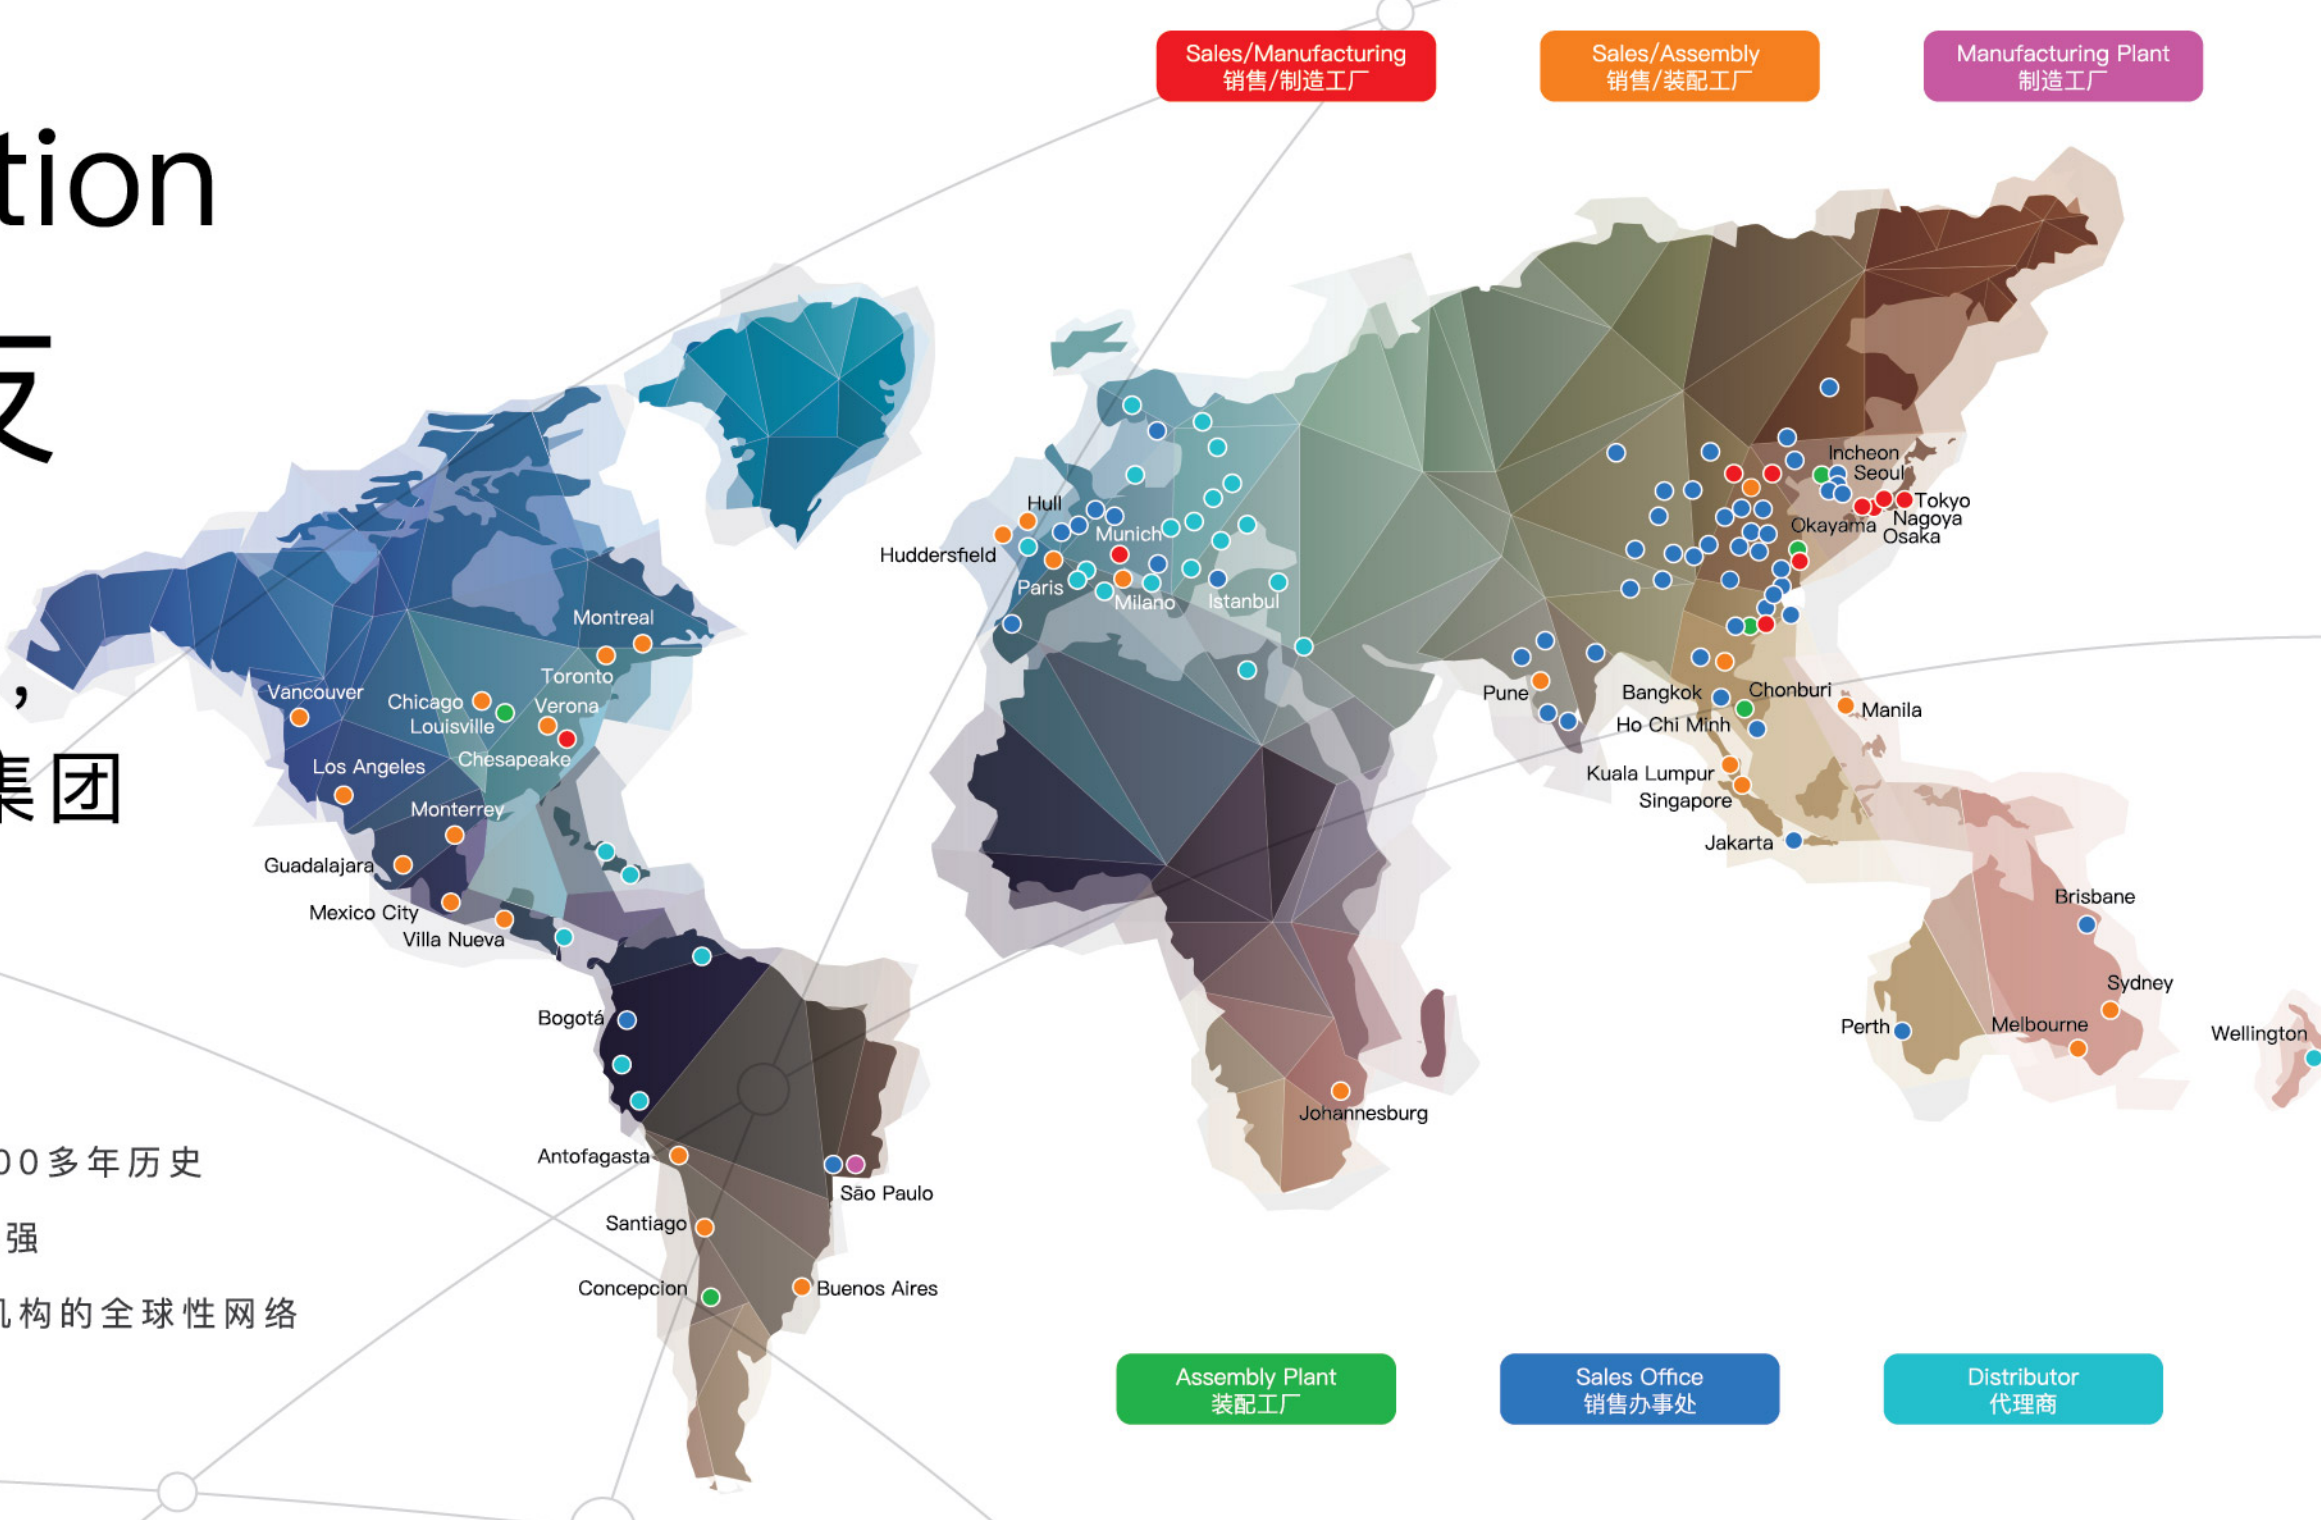 Sales/Manufacturing
销售/制造工厂
Sales/Assembly
销售/装配工厂
Manufacturing Plant
制造工厂
tion
，
集团
00多年历史
强
机构的全球性网络
Vancouver
Chicago
Louisville
Montreal
Toronto
Verona
Chesapeake
Los Angeles
Monterrey
Guadalajara
Mexico City
Villa Nueva
Bogotá
Antofagasta
São Paulo
Santiago
Concepcion
Buenos Aires
Hull
Huddersfield
Munich
Paris
Milano
Istanbul
Johannesburg
Incheon
Seoul
Tokyo
Nagoya
Okayama
Osaka
Pune
Bangkok
Chonburi
Ho Chi Minh
Manila
Kuala Lumpur
Singapore
Jakarta
Brisbane
Sydney
Perth
Melbourne
Wellington
Assembly Plant
装配工厂
Sales Office
销售办事处
Distributor
代理商